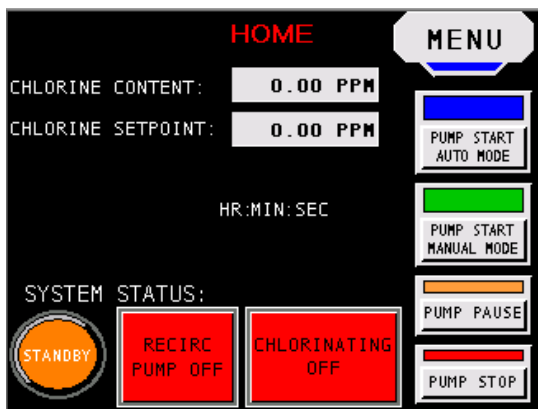 HOME
MENU
CHLORINE CONTENT: 0.00 PPM
CHLORINE SETPOINT: 0.00 PPM
PUMP START
AUTO MODE
HR:MIN:SEC
PUMP START
MANUAL MODE
SYSTEM STATUS:
PUMP PAUSE
STANDBY
RECIRC
PUMP OFF
CHLORINATING
OFF
PUMP STOP